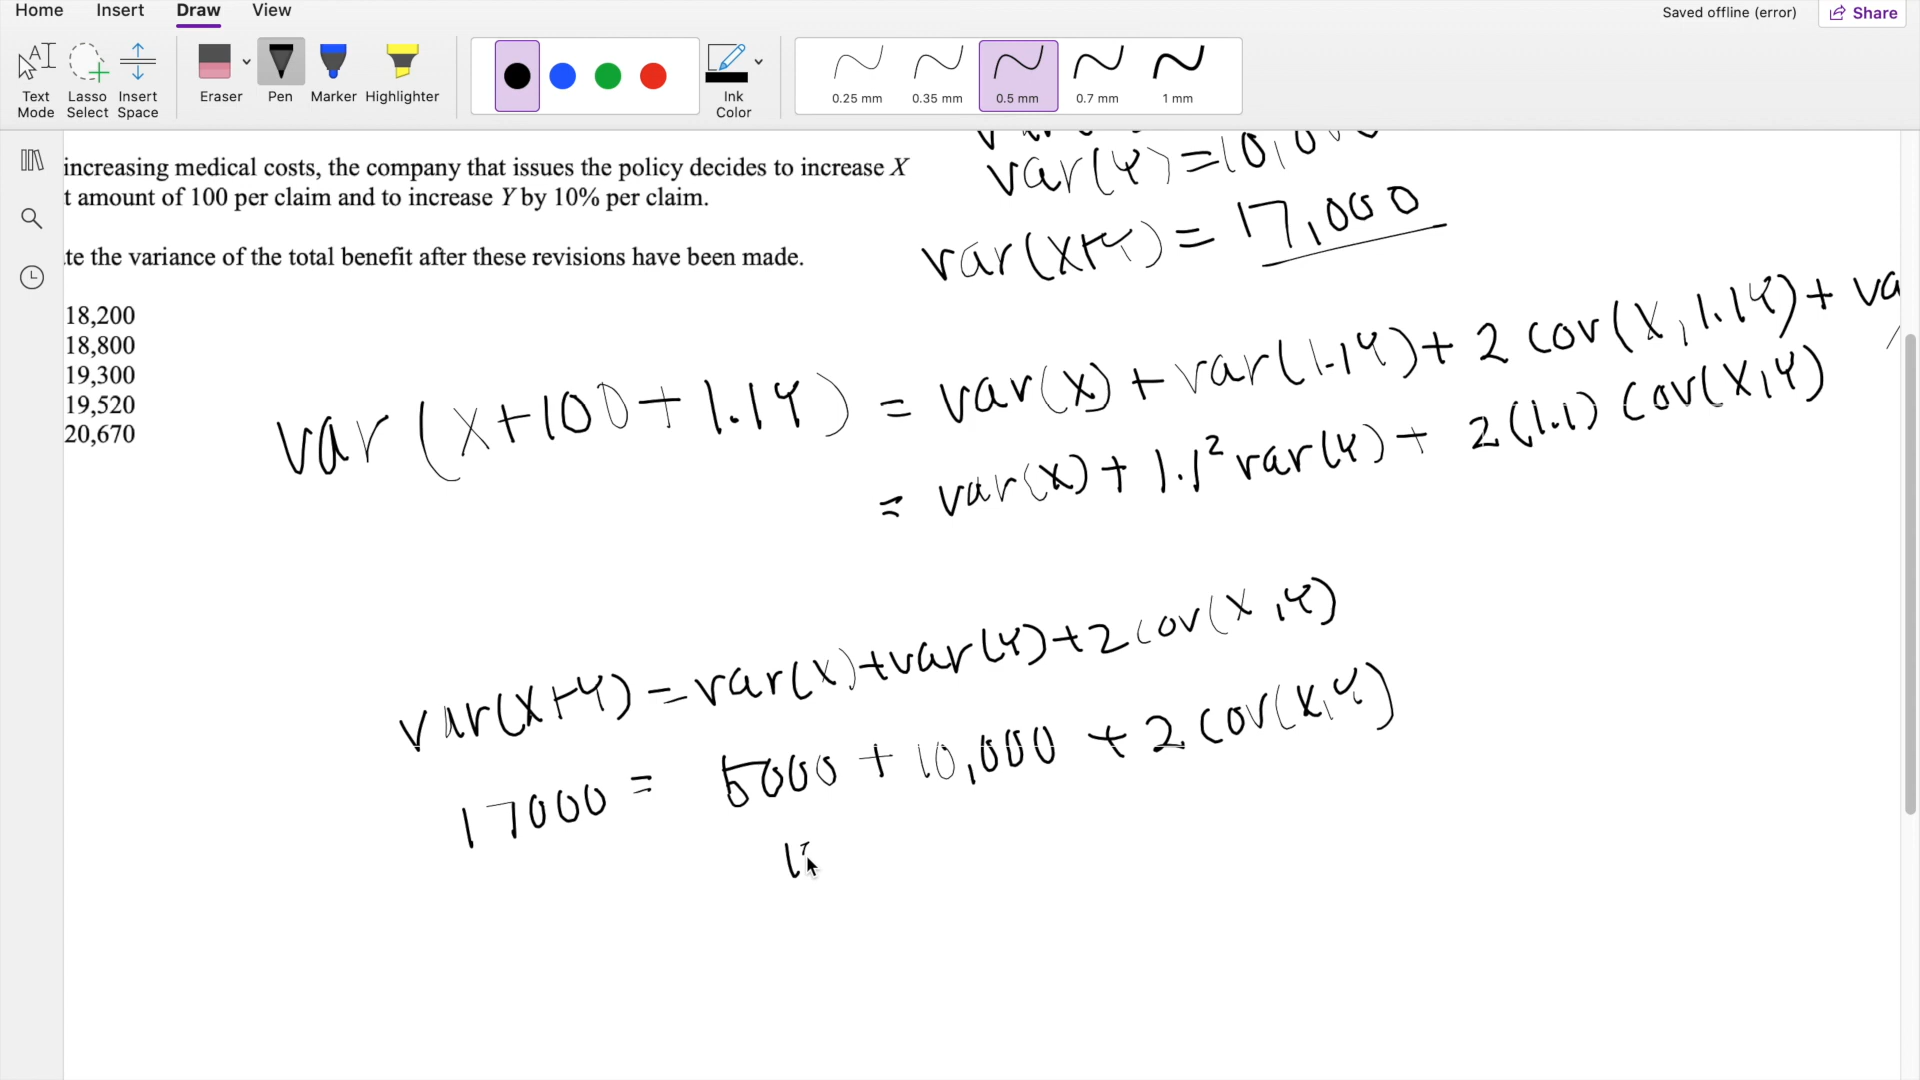 Home Insert Draw View
Saved offline (error) Share
Text Mode
Lasso Select
Insert Space
Eraser
Pen
Marker
Highlighter
Ink Color
0.25 mm
0.35 mm
0.5 mm
0.7 mm
1 mm
increasing medical costs, the company that issues the policy decides to increase X
t amount of 100 per claim and to increase Y by 10% per claim.
te the variance of the total benefit after these revisions have been made.
18,200
18,800
19,300
19,520
20,670
var(Y)=10,000
var(X+Y) = 17,000
var (X+100+1.1Y) = var(X) + var(1.1Y) + 2 cov(X, 1.1Y) + va
= var(X) + 1.1² var(Y) + 2(1.1) cov(X,Y)
var(X+Y) = var(X)+var(Y)+2cov(X,Y)
17000 = 5000 + 10,000 + 2 cov(X,Y)